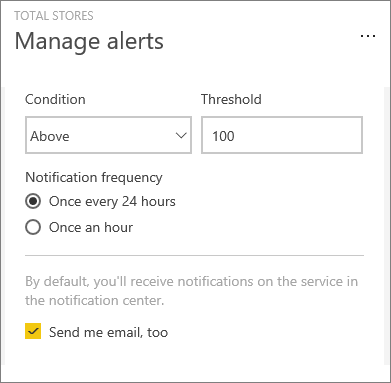 TOTAL STORES
Manage alerts
Condition
Threshold
Above
100
Notification frequency
Once every 24 hours
Once an hour
By default, you'll receive notifications on the service in
the notification center.
Send me email, too